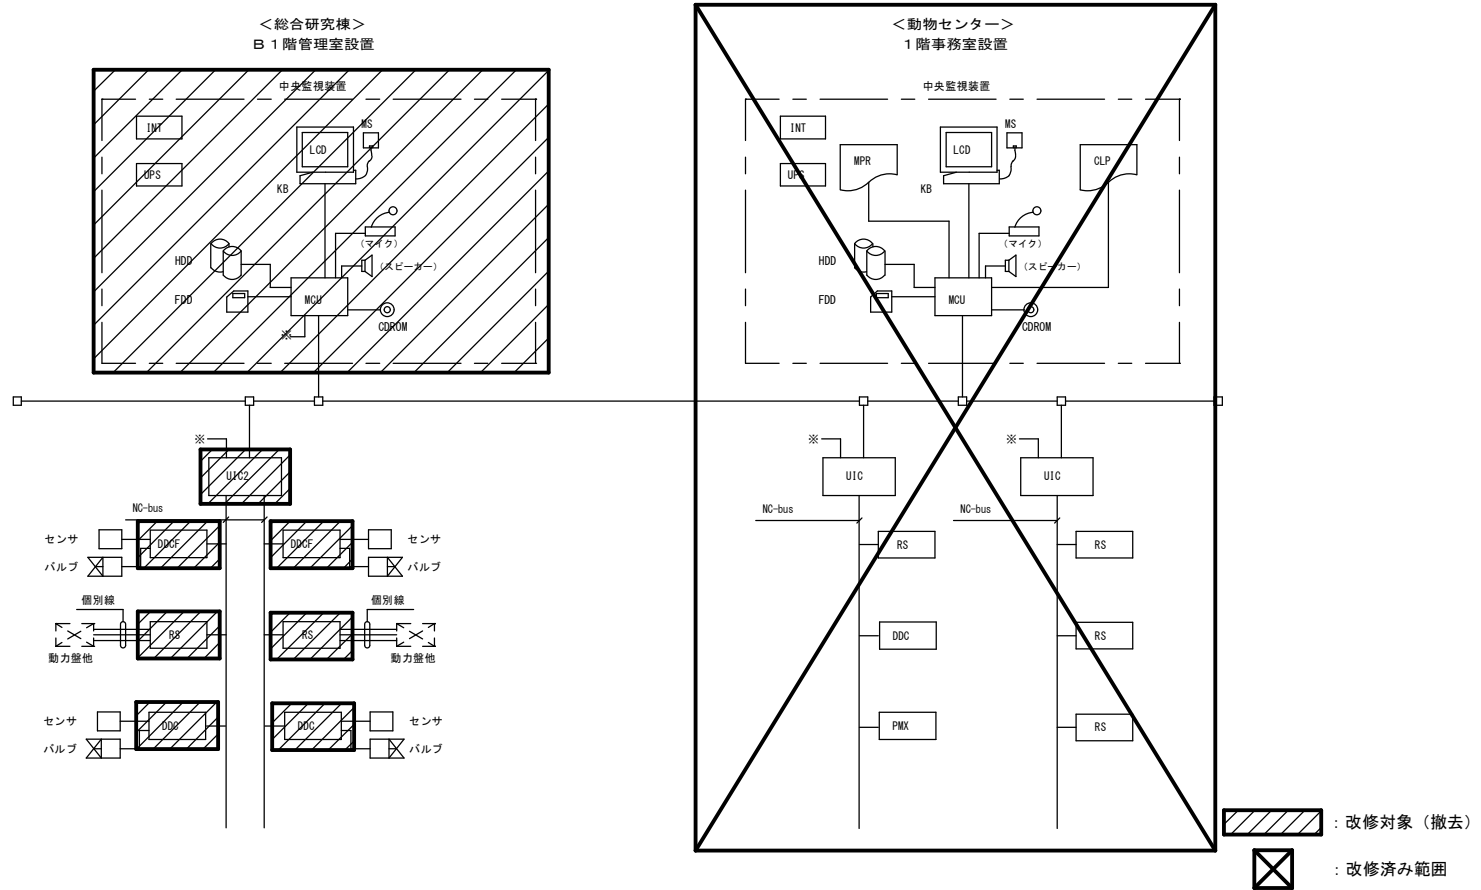 ＜総合研究棟＞
Ｂ１階管理室設置
中央監視装置
INT
UPS
LCD
MS
KB
(マイク)
(スピーカー)
HDD
FDD
MCU
CDROM
※
＜動物センター＞
１階事務室設置
中央監視装置
INT
UPS
MPR
LCD
MS
CLP
KB
(マイク)
(スピーカー)
HDD
FDD
MCU
CDROM
※
UIC2
NC-bus
センサ
DDCF
DDCF
センサ
バルブ
バルブ
個別線
個別線
RS
RS
動力盤他
動力盤他
センサ
DDC
DDC
センサ
バルブ
バルブ
※
UIC
NC-bus
RS
DDC
PMX
※
UIC
NC-bus
RS
RS
RS
：改修対象（撤去）
：改修済み範囲